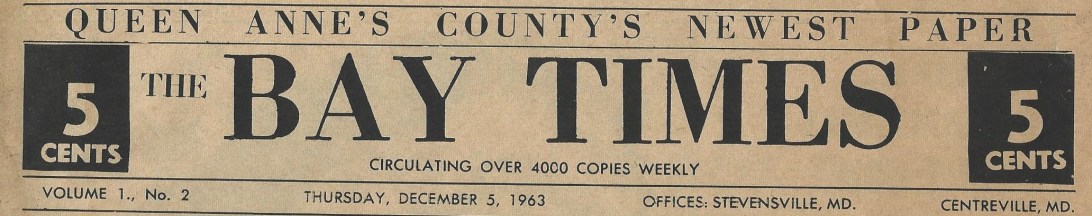 QUEEN ANNE'S COUNTY'S NEWEST PAPER
5 CENTS
THE BAY TIMES
5 CENTS
CIRCULATING OVER 4000 COPIES WEEKLY
VOLUME 1., No. 2 THURSDAY, DECEMBER 5, 1963 OFFICES: STEVENSVILLE, MD. CENTREVILLE, MD.